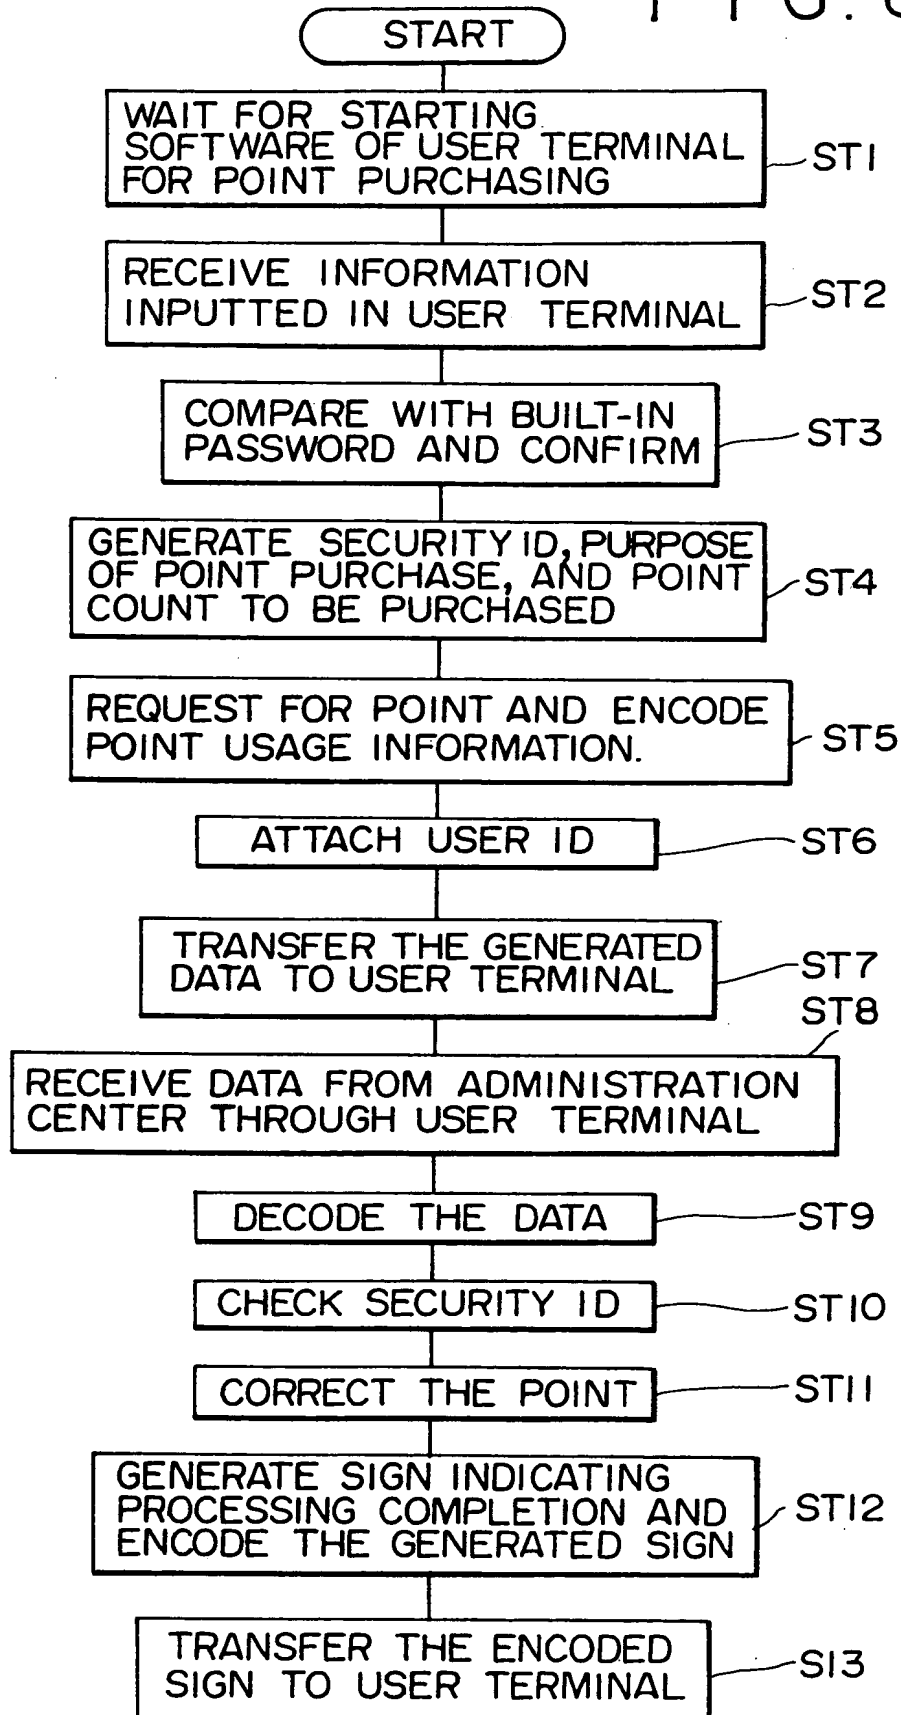 FIG.
START
WAIT FOR STARTING
SOFTWARE OF USER TERMINAL
FOR POINT PURCHASING
ST1
RECEIVE INFORMATION
INPUTTED IN USER TERMINAL
ST2
COMPARE WITH BUILT-IN
PASSWORD AND CONFIRM
ST3
GENERATE SECURITY ID, PURPOSE
OF POINT PURCHASE, AND POINT
COUNT TO BE PURCHASED
ST4
REQUEST FOR POINT AND ENCODE
POINT USAGE INFORMATION.
ST5
ATTACH USER ID
ST6
TRANSFER THE GENERATED
DATA TO USER TERMINAL
ST7
ST8
RECEIVE DATA FROM ADMINISTRATION
CENTER THROUGH USER TERMINAL
DECODE THE DATA
ST9
CHECK SECURITY ID
ST10
CORRECT THE POINT
ST11
GENERATE SIGN INDICATING
PROCESSING COMPLETION AND
ENCODE THE GENERATED SIGN
ST12
TRANSFER THE ENCODED
SIGN TO USER TERMINAL
S13